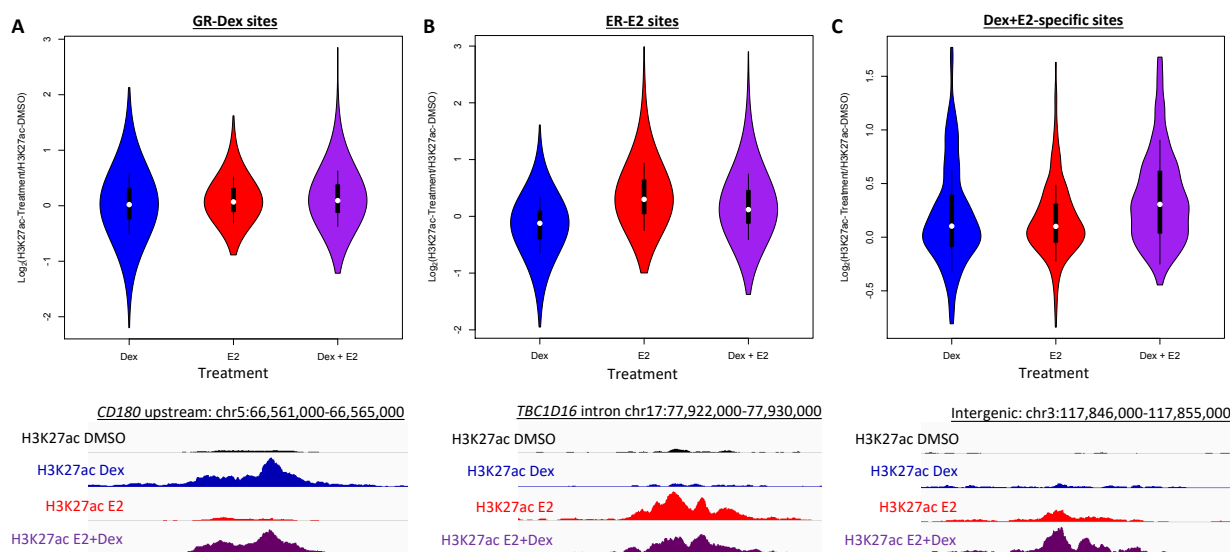 A
GR-Dex sites
Log2(H3K27ac-Treatment/H3K27ac-DMSO)
3
2
1
0
-1
-2
Dex
E2
Dex + E2
Treatment
CD180 upstream: chr5:66,561,000-66,565,000
H3K27ac DMSO
H3K27ac Dex
H3K27ac E2
H3K27ac E2+Dex
B
ER-E2 sites
Log2(H3K27ac-Treatment/H3K27ac-DMSO)
3
2
1
0
-1
-2
Dex
E2
Dex + E2
Treatment
TBC1D16 intron chr17:77,922,000-77,930,000
H3K27ac DMSO
H3K27ac Dex
H3K27ac E2
H3K27ac E2+Dex
C
Dex+E2-specific sites
Log2(H3K27ac-Treatment/H3K27ac-DMSO)
1.5
1.0
0.5
0.0
-0.5
Dex
E2
Dex + E2
Treatment
Intergenic: chr3:117,846,000-117,855,000
H3K27ac DMSO
H3K27ac Dex
H3K27ac E2
H3K27ac E2+Dex